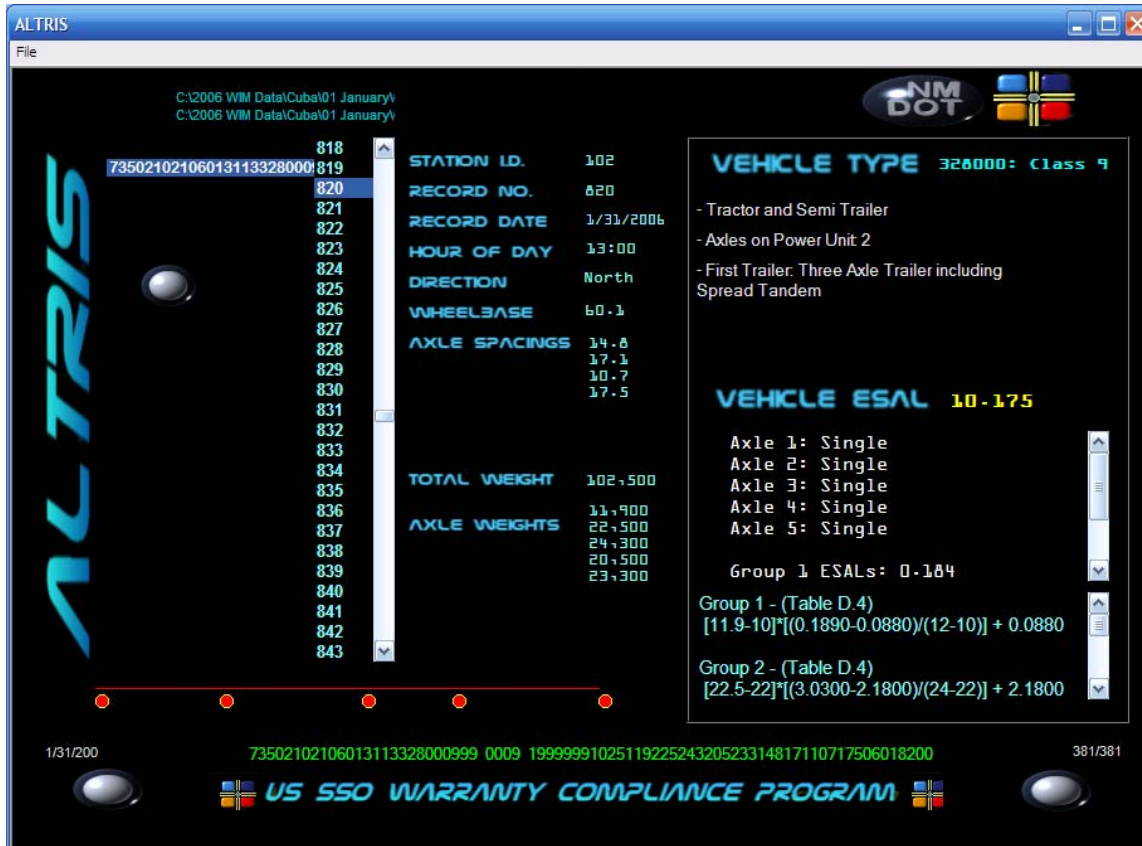 ALTRIS
File
C:\2006 WIM Data\Cuba\01 January\
C:\2006 WIM Data\Cuba\01 January\
NM
DOT
ALTRIS
735021021060131133280009
818
819
820
821
822
823
824
825
826
827
828
829
830
831
832
833
834
835
836
837
838
839
840
841
842
843
STATION I.D. 102
RECORD NO. 820
RECORD DATE 1/31/2006
HOUR OF DAY 13:00
DIRECTION North
WHEELBASE 60.1
AXLE SPACINGS 14.8
17.1
10.7
17.5
TOTAL WEIGHT 102,500
AXLE WEIGHTS 11,900
22,500
24,300
20,500
23,300
VEHICLE TYPE 328000: Class 9
- Tractor and Semi Trailer
- Axles on Power Unit: 2
- First Trailer: Three Axle Trailer including
Spread Tandem
VEHICLE ESAL 10.175
Axle 1: Single
Axle 2: Single
Axle 3: Single
Axle 4: Single
Axle 5: Single
Group 1 ESALs: 0.184
Group 1 - (Table D.4)
[11.9-10]*[(0.1890-0.0880)/(12-10)] + 0.0880
Group 2 - (Table D.4)
[22.5-22]*[(3.0300-2.1800)/(24-22)] + 2.1800
1/31/200
73502102106013113328000999 0009 1999999102511922524320523314817110717506018200
381/381
US 550 WARRANTY COMPLIANCE PROGRAM